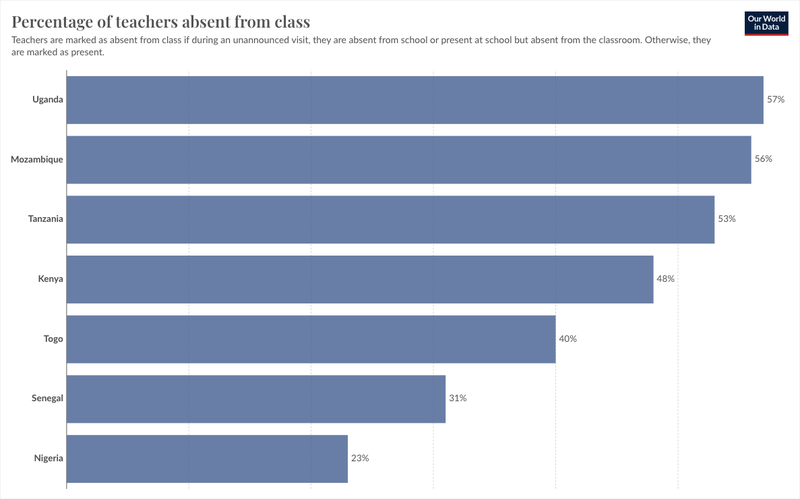 Percentage of teachers absent from class
Our World
in Data
Teachers are marked as absent from class if during an unannounced visit, they are absent from school or present at school but absent from the classroom. Otherwise, they
are marked as present.
Uganda 57%
Mozambique 56%
Tanzania 53%
Kenya 48%
Togo 40%
Senegal 31%
Nigeria 23%